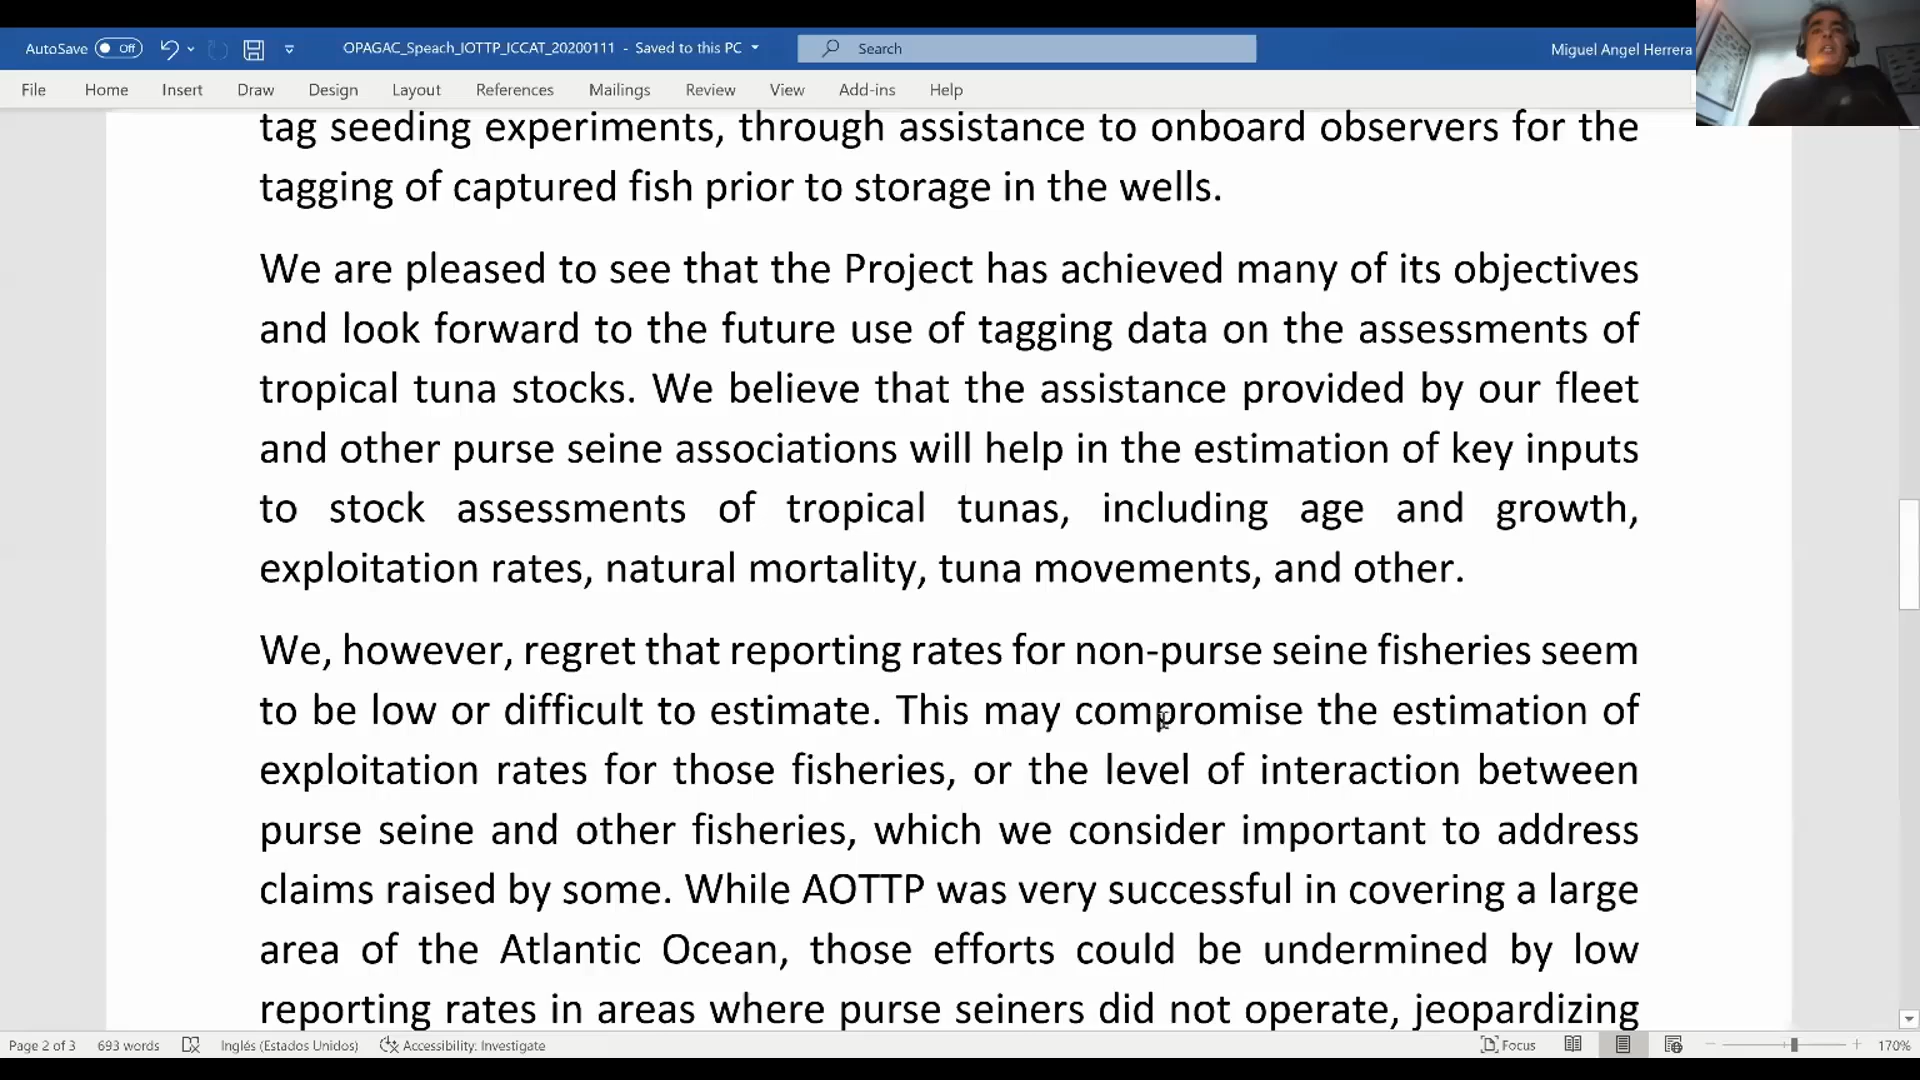 AutoSave Off OPAGAC_Speach_IOTTP_ICCAT_20200111 - Saved to this PC Search Miguel Angel Herrera
File Home Insert Draw Design Layout References Mailings Review View Add-ins Help
tag seeding experiments, through assistance to onboard observers for the
tagging of captured fish prior to storage in the wells.
We are pleased to see that the Project has achieved many of its objectives
and look forward to the future use of tagging data on the assessments of
tropical tuna stocks. We believe that the assistance provided by our fleet
and other purse seine associations will help in the estimation of key inputs
to stock assessments of tropical tunas, including age and growth,
exploitation rates, natural mortality, tuna movements, and other.
We, however, regret that reporting rates for non-purse seine fisheries seem
to be low or difficult to estimate. This may compromise the estimation of
exploitation rates for those fisheries, or the level of interaction between
purse seine and other fisheries, which we consider important to address
claims raised by some. While AOTTP was very successful in covering a large
area of the Atlantic Ocean, those efforts could be undermined by low
reporting rates in areas where purse seiners did not operate, jeopardizing
Page 2 of 3 693 words Inglés (Estados Unidos) Accessibility: Investigate Focus 170%